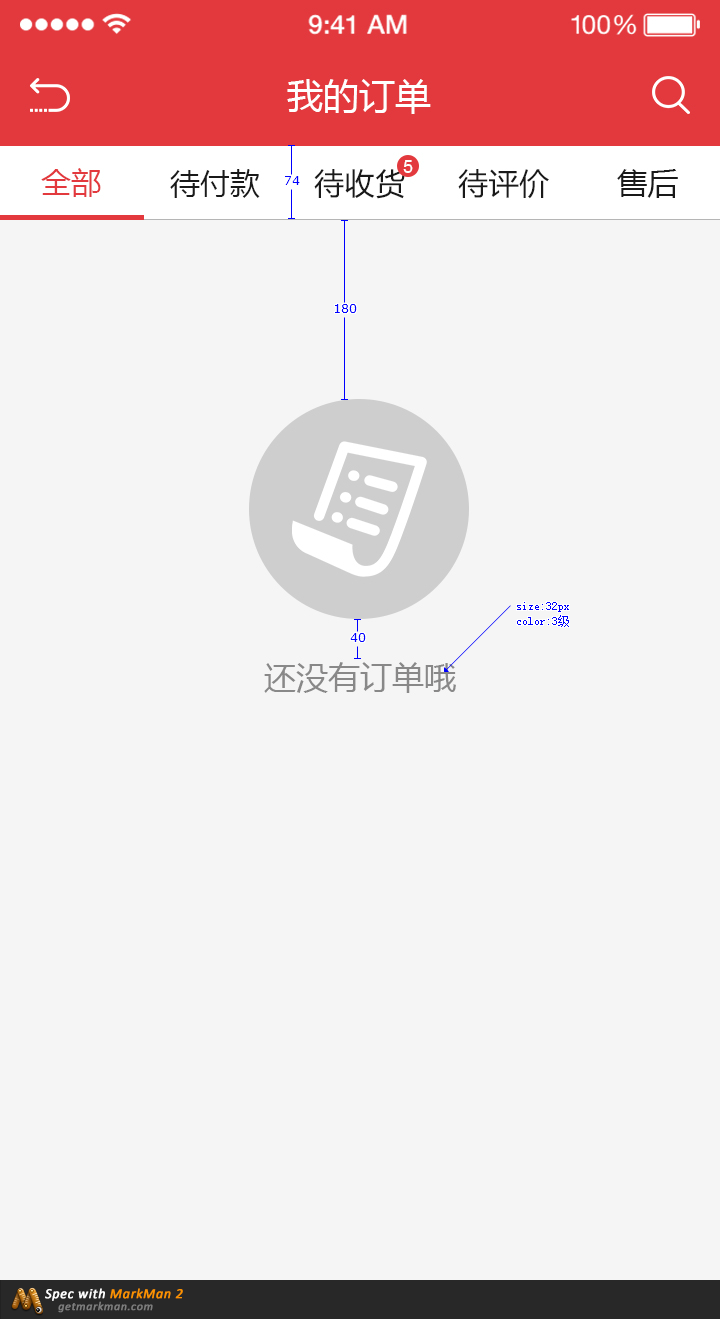 9:41 AM
100%
我的订单
全部
待付款
待收货
5
待评价
售后
74
180
size:32px
color:3级
40
还没有订单哦
Spec with MarkMan 2
getmarkman.com